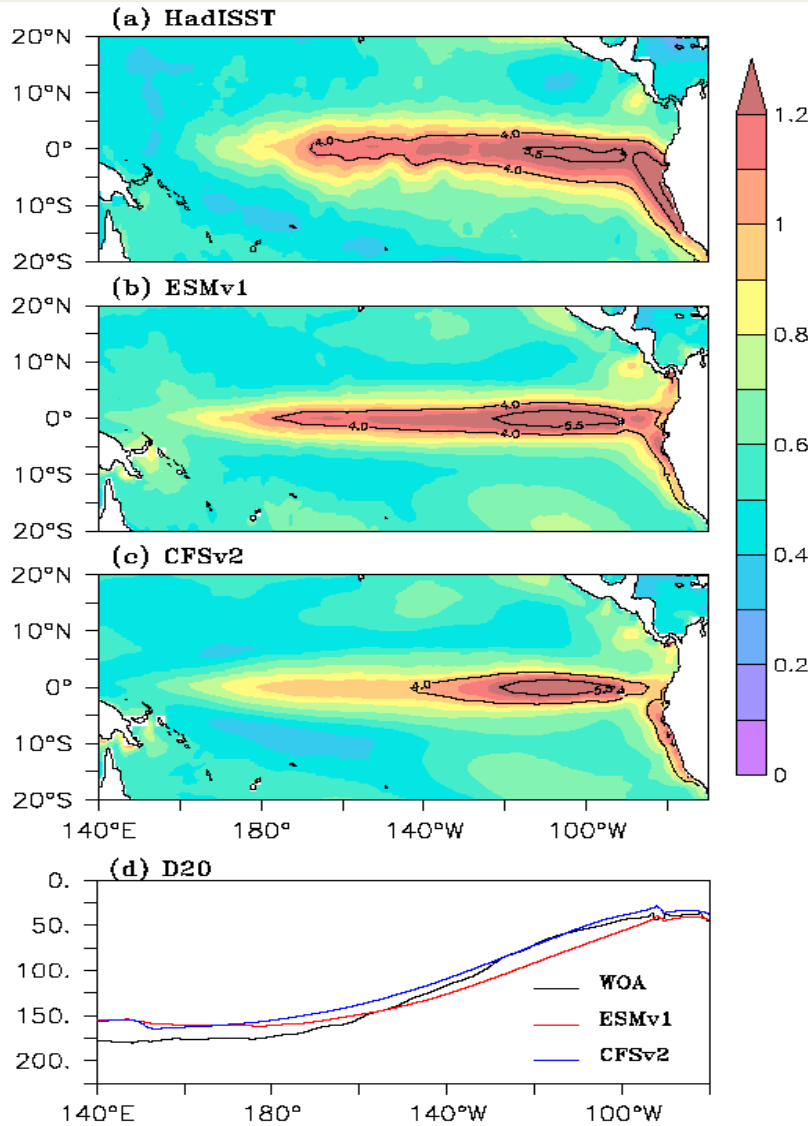 (a) HadISST
20°N
10°N
0°
10°S
20°S
4.0
4.0
5.5
4.0
(b) ESMv1
20°N
10°N
0°
10°S
20°S
4.0
4.0
4.0
5.5
(c) CFSv2
20°N
10°N
0°
10°S
20°S
4.0
5.5
140°E
180°
140°W
100°W
1.2
1
0.8
0.6
0.4
0.2
0
(d) D20
0.
50.
100.
150.
200.
WOA
ESMv1
CFSv2
140°E
180°
140°W
100°W